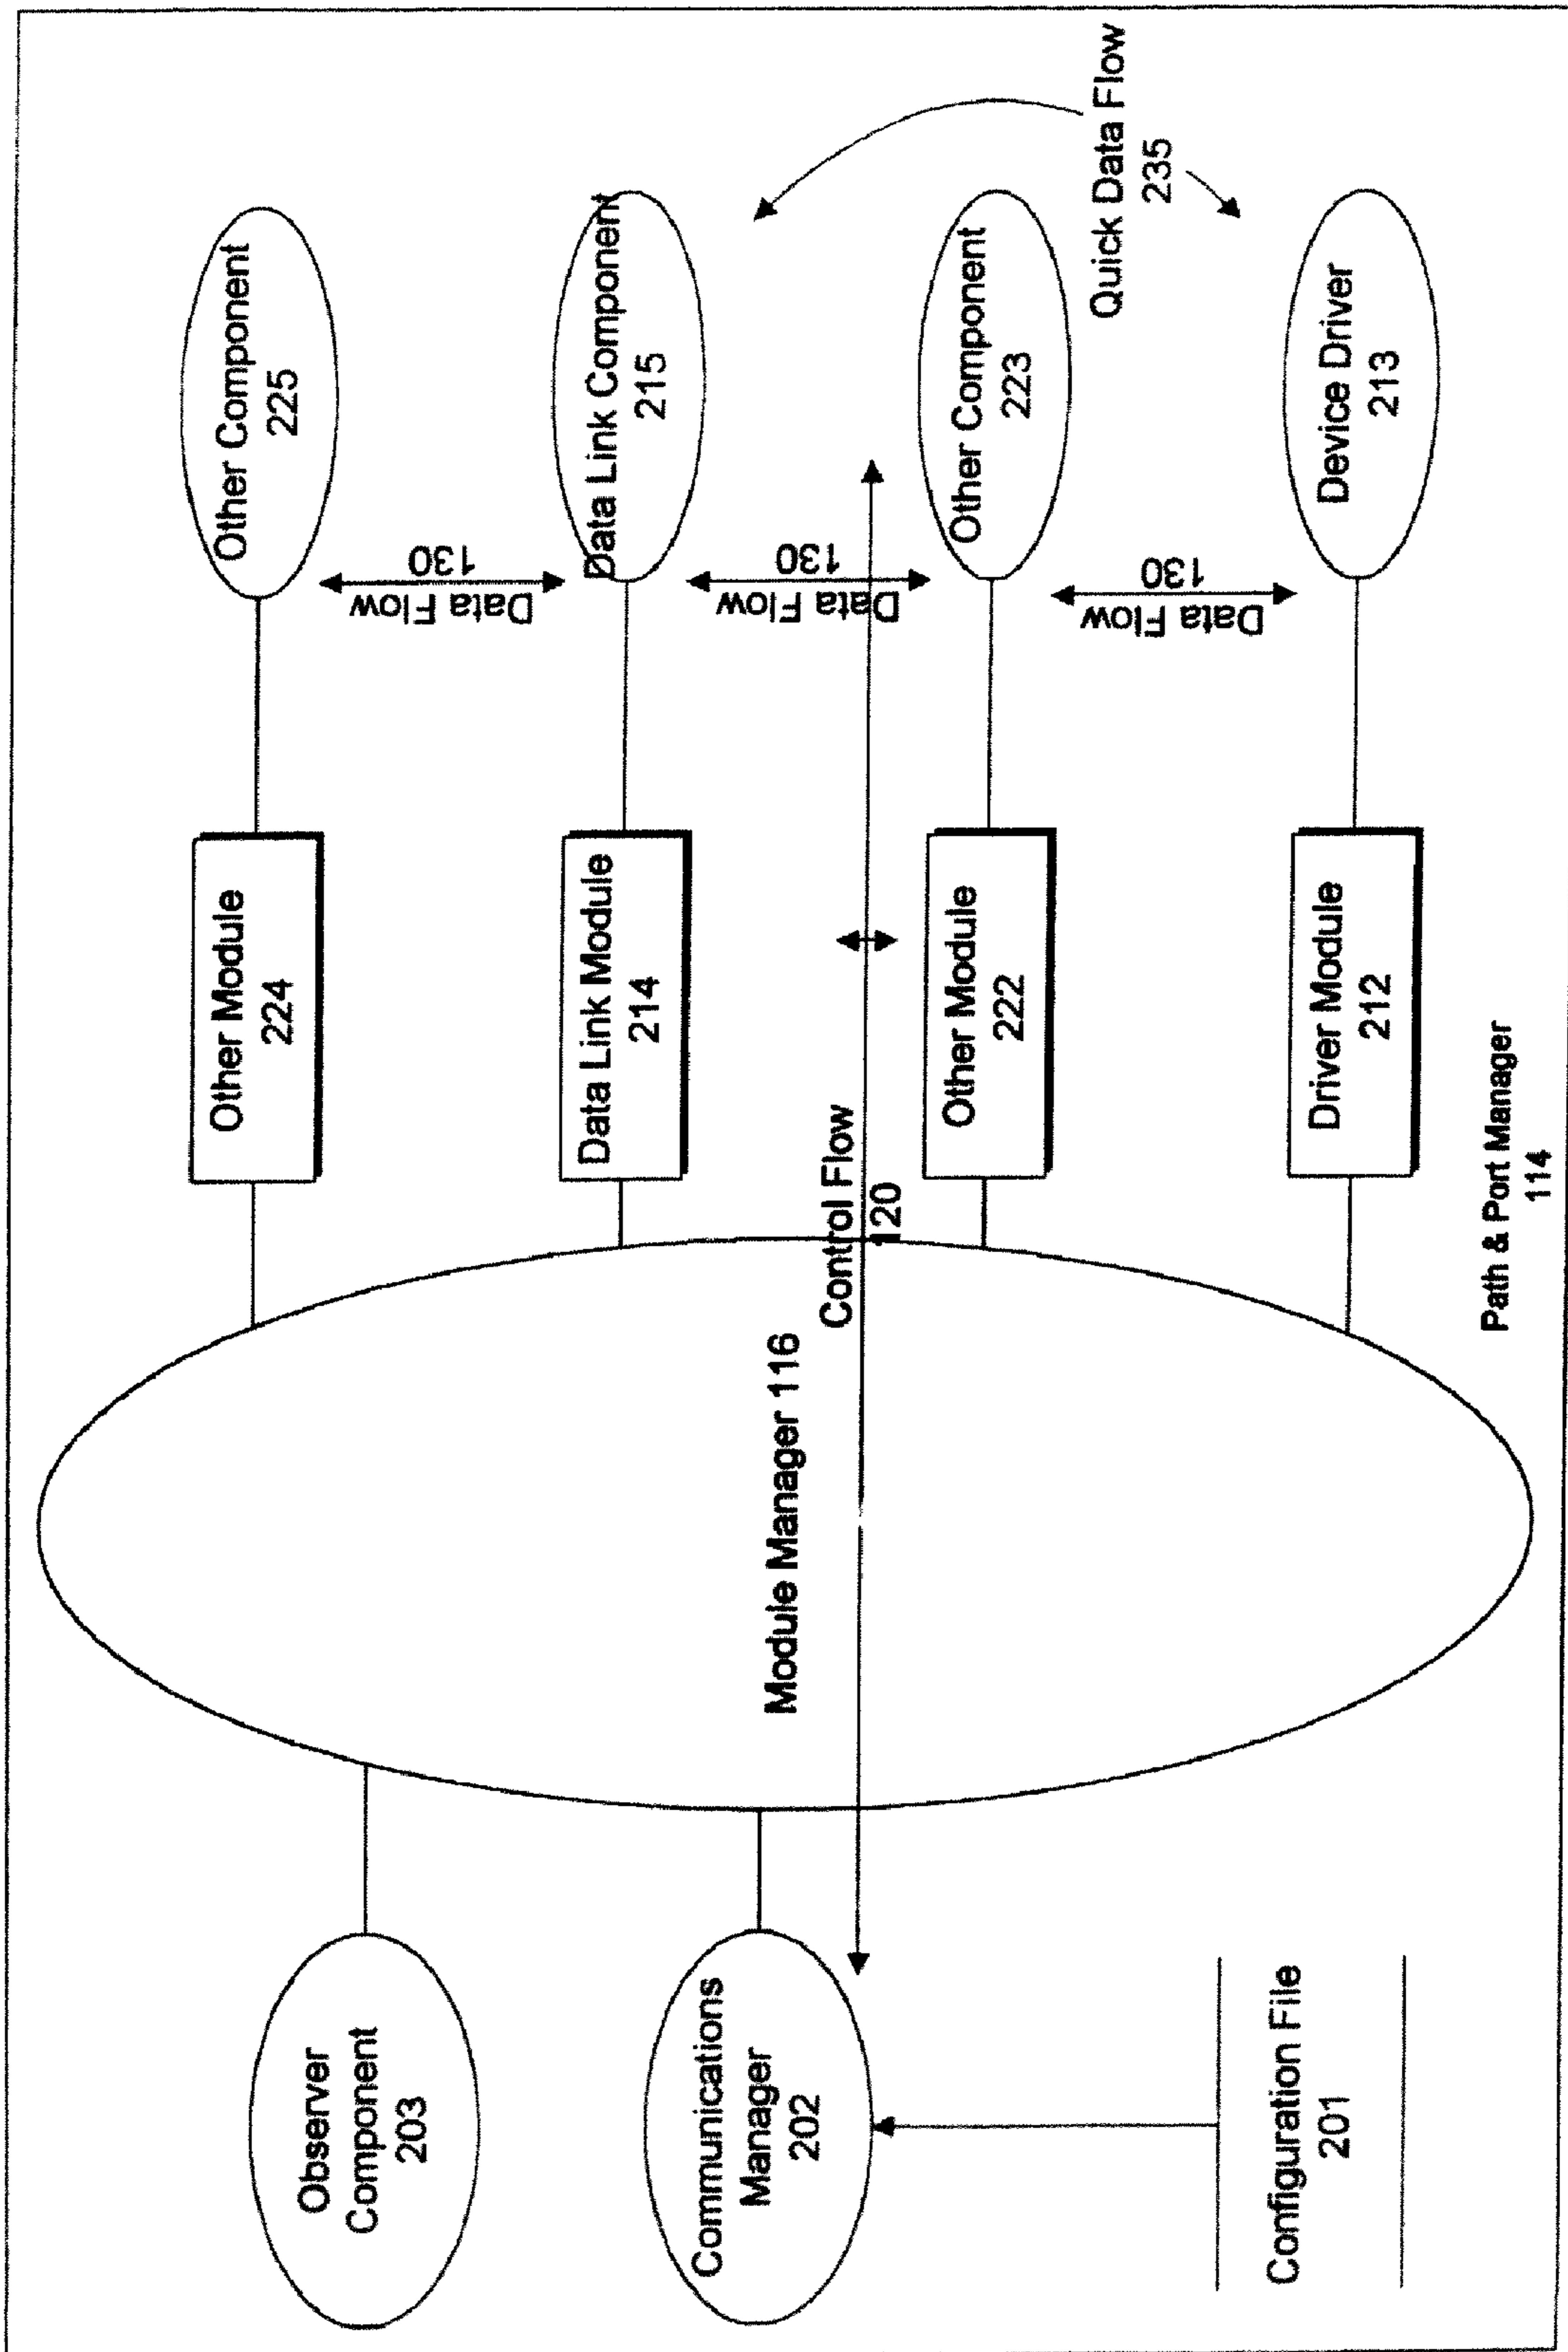 Observer
Component
203
Communications
Manager
202
Configuration File
201
Module Manager 116
Control Flow
120
Other Module
224
Data Link Module
214
Other Module
222
Driver Module
212
Path & Port Manager
114
Data Flow
130
Data Flow
130
Data Flow
130
Other Component
225
Data Link Component
215
Other Component
223
Device Driver
213
Quick Data Flow
235